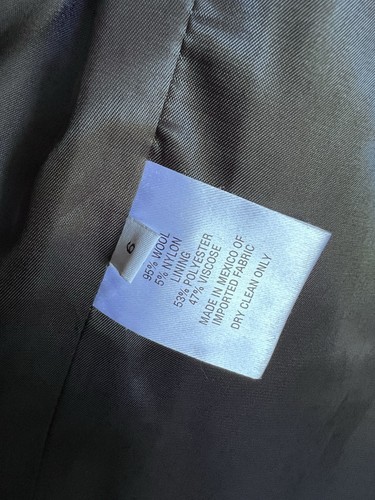 6
95% WOOL
5% NYLON
LINING
53% POLYESTER
47% VISCOSE
MADE IN MEXICO OF
IMPORTED FABRIC
DRY CLEAN ONLY